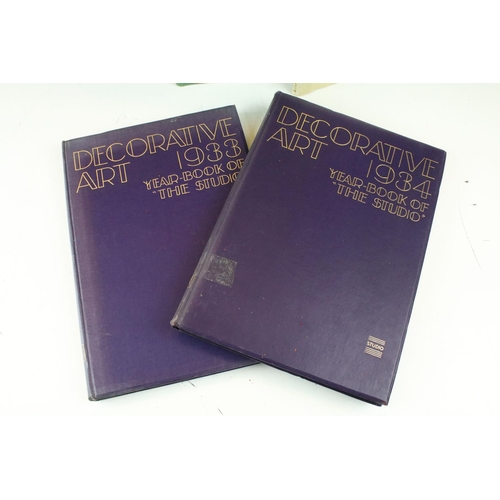 DECORATIVE
ART 1933
YEAR-BOOK OF
"THE STUDIO
DECORATIVE
ART 1934
YEAR-BOOK OF
"THE STUDIO"
STUDIO